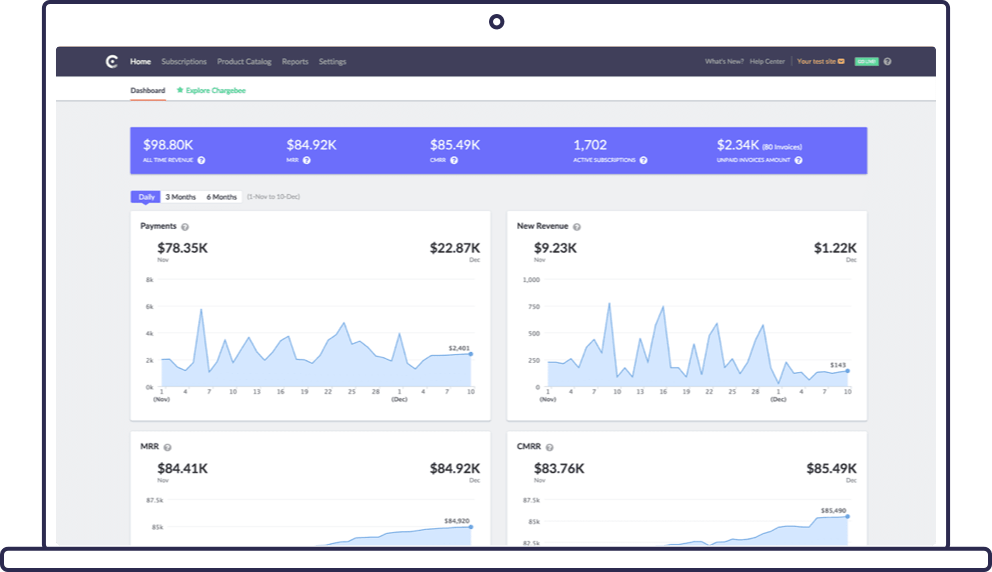 Home Subscriptions Product Catalog Reports Settings What's New? Help Center Your test site
Dashboard Explore Chargebee
$98.80K $84.92K $85.49K 1,702 $2.34K (80 Invoices)
ALL TIME REVENUE ? MRR ? CMRR ? ACTIVE SUBSCRIPTIONS ? UNPAID INVOICES AMOUNT ?
Daily 3 Months 6 Months (1-Nov to 10-Dec)
Payments ?
$78.35K $22.87K
Nov Dec
8k
6k
4k
$2,401
2k
0k
1 4 7 10 13 16 19 22 25 28 1 4 7 10
(Nov) (Dec)
New Revenue ?
$9.23K $1.22K
Nov Dec
1,000
750
500
250
$143
0
1 4 7 10 13 16 19 22 25 28 1 4 7 10
(Nov) (Dec)
MRR ?
$84.41K $84.92K
Nov Dec
87.5k
$84,920
85k
CMRR ?
$83.76K $85.49K
Nov Dec
87.5k
$85,490
85k
82.5k